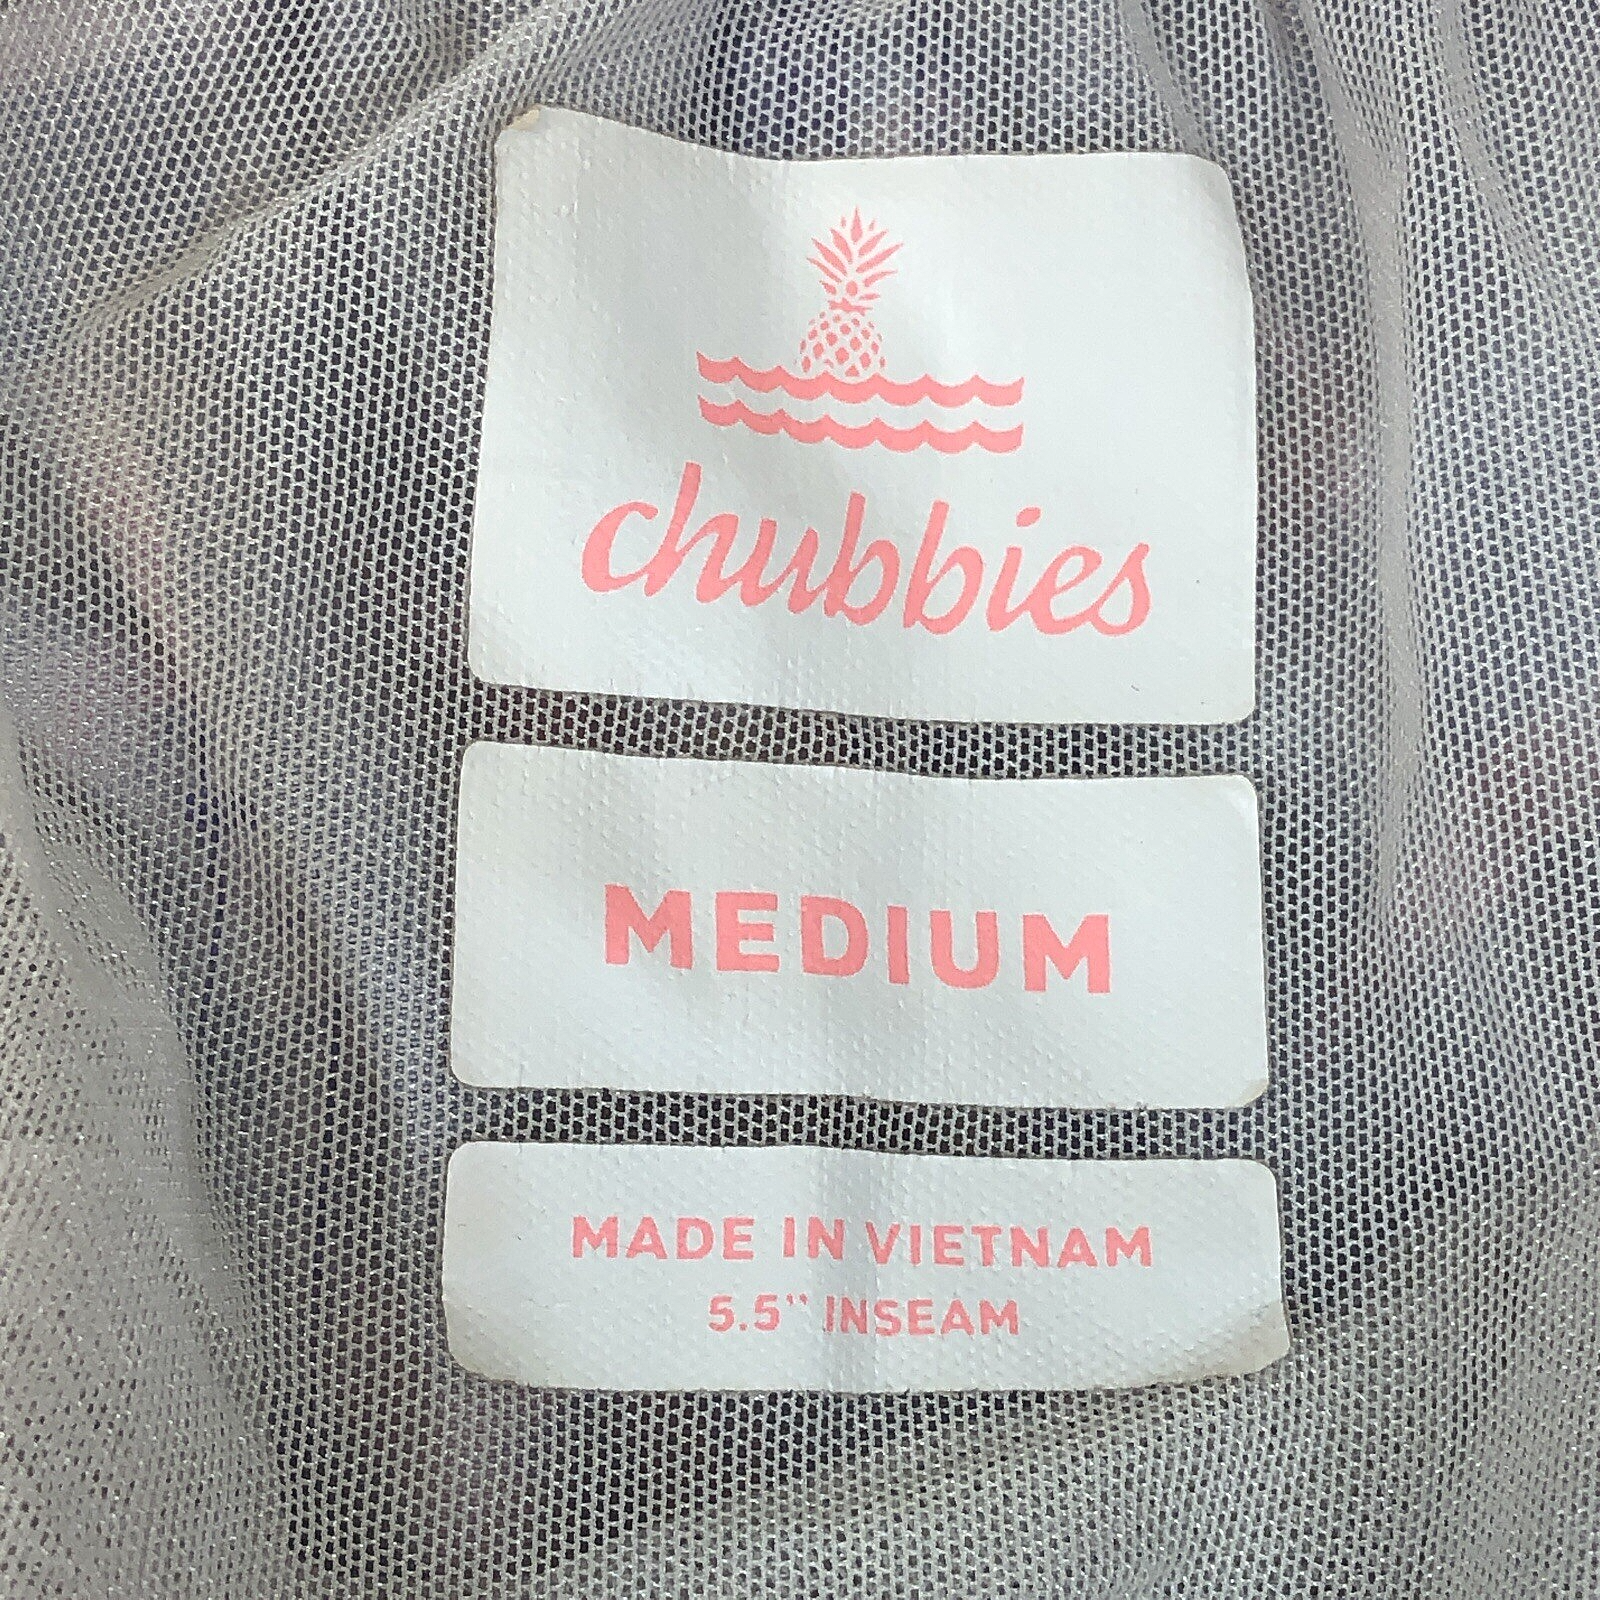 chubbies
MEDIUM
MADE IN VIETNAM
5.5" INSEAM